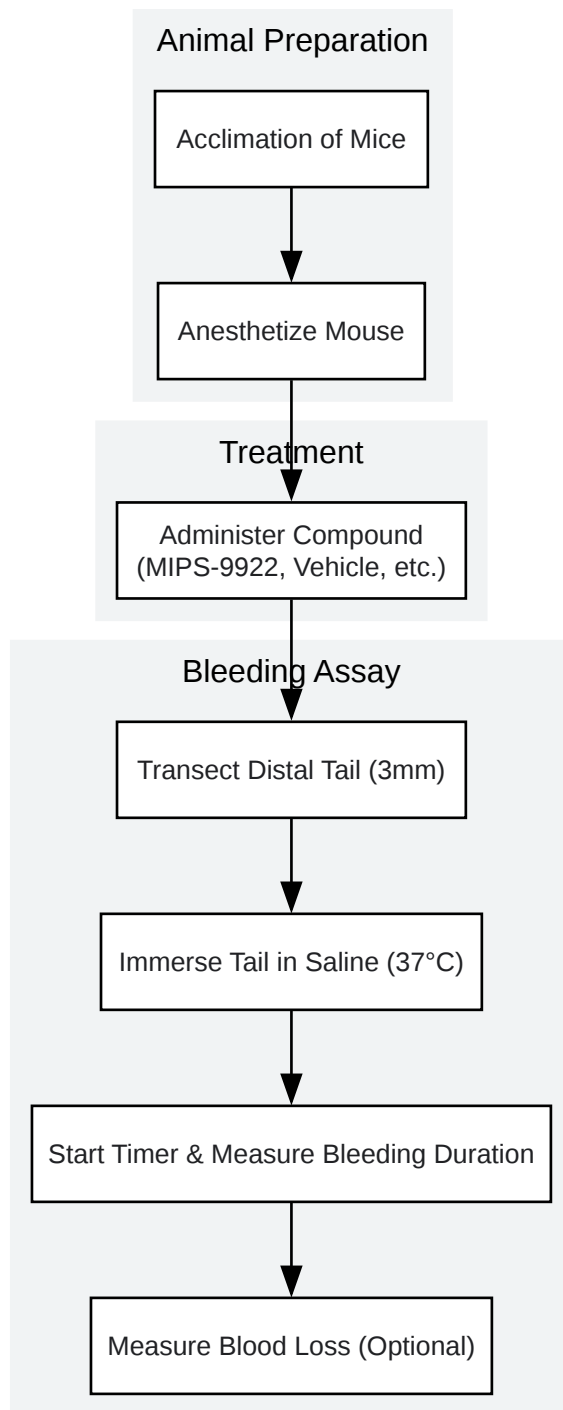 Animal Preparation
Acclimation of Mice
Anesthetize Mouse
Treatment
Administer Compound
(MIPS-9922, Vehicle, etc.)
Bleeding Assay
Transect Distal Tail (3mm)
Immerse Tail in Saline (37°C)
Start Timer & Measure Bleeding Duration
Measure Blood Loss (Optional)